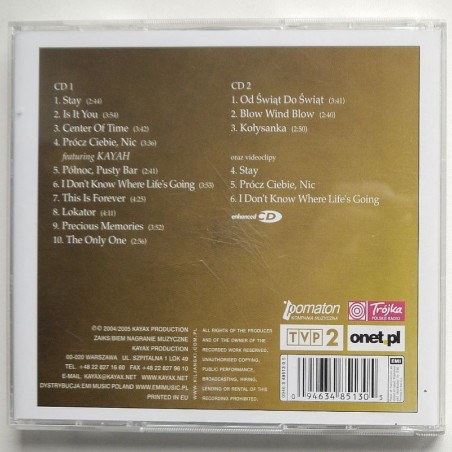 CD 1
1. Stay (2:44)
2. Is It You (3:54)
3. Center Of Time (3:42)
4. Prócz Ciebie, Nic (3:36)
featuring KAYAH
5. Północ, Pusty Bar (2:41)
6. I Don't Know Where Life's Going (3:53)
7. This Is Forever (4:25)
8. Lokator (4:11)
9. Precious Memories (3:52)
10. The Only One (2:56)
CD 2
1. Od Świąt Do Świąt (3:41)
2. Blow Wind Blow (2:40)
3. Kołysanka (2:50)
oraz videoclipy
4. Stay
5. Prócz Ciebie, Nic
6. I Don't Know Where Life's Going
enhanced CD
℗ © 2004/2005 KAYAX PRODUCTION
ZAIKS/BIEM NAGRANIE MUZYCZNE
KAYAX PRODUCTION
00-020 WARSZAWA UL. SZPITALNA 1 LOK 49
TEL. +48 22 827 16 60 FAX +48 22 827 96 10
E-MAIL: KAYAX@KAYAX.NET WWW.KAYAX.NET
DYSTRYBUCJA: EMI MUSIC POLAND WWW.EMIMUSIC.PL
PRINTED IN EU
ALL RIGHTS OF THE PRODUCER
AND OF THE OWNER OF THE
RECORDED WORK RESERVED.
UNAUTHORISED COPYING,
PUBLIC PERFORMANCE,
BROADCASTING, HIRING,
LENDING OR RENTAL OF THIS
RECORDING PROHIBITED.
pomaton
KOMPANIA MUZYCZNA
Trójka
POLSKIE RADIO
TVP2
onet.pl
EMI
0 94634 85130 5